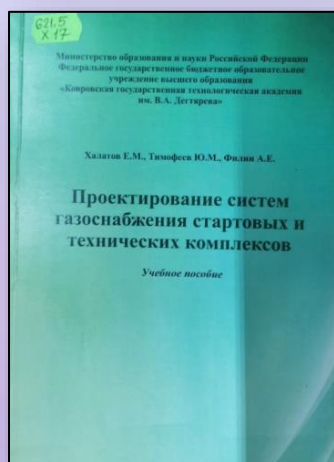 621.5
Х 17
Министерство образования и науки Российской Федерации
Федеральное государственное бюджетное образовательное
учреждение высшего образования
«Ковровская государственная технологическая академия
им. В.А. Дегтярева»
Халатов Е.М., Тимофеев Ю.М., Филин А.Е.
Проектирование систем
газоснабжения стартовых и
технических комплексов
Учебное пособие